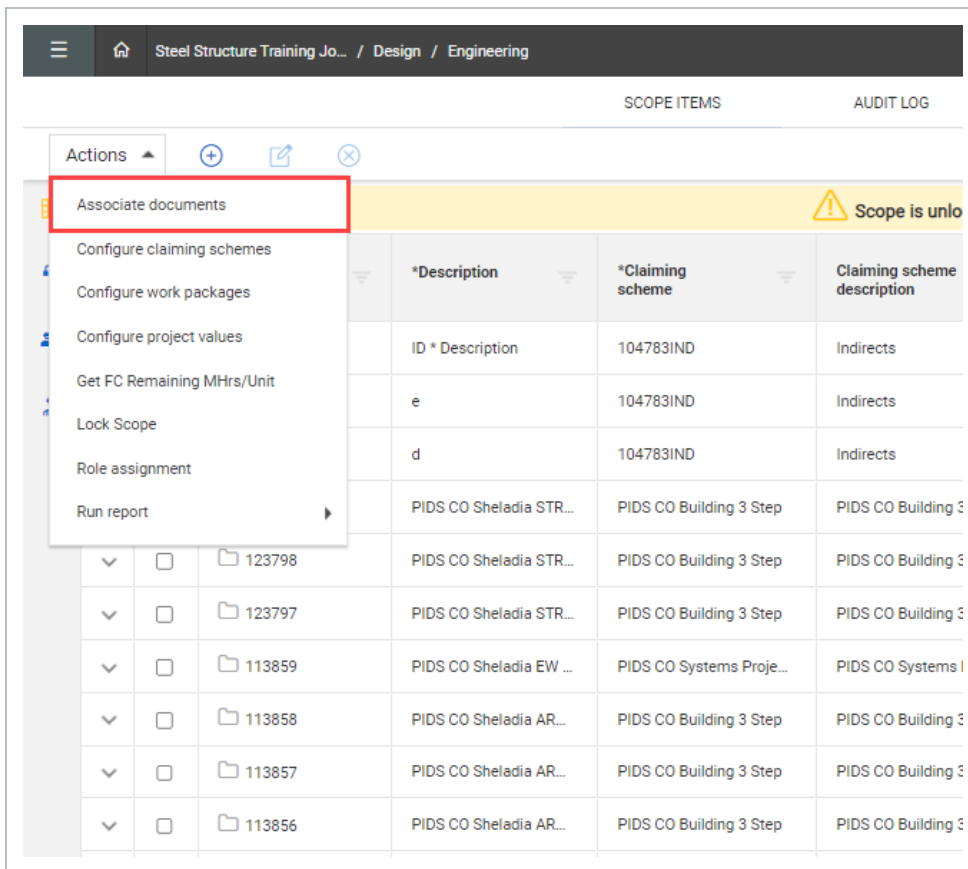 Steel Structure Training Jo... / Design / Engineering
SCOPE ITEMS AUDIT LOG
Actions
Associate documents
Configure claiming schemes
Configure work packages
Configure project values
Get FC Remaining MHrs/Unit
Lock Scope
Role assignment
Run report
Scope is unlo
*Description *Claiming scheme Claiming scheme description
ID * Description 104783IND Indirects
e 104783IND Indirects
d 104783IND Indirects
PIDS CO Sheladia STR... PIDS CO Building 3 Step PIDS CO Building 3
123798 PIDS CO Sheladia STR... PIDS CO Building 3 Step PIDS CO Building 3
123797 PIDS CO Sheladia STR... PIDS CO Building 3 Step PIDS CO Building 3
113859 PIDS CO Sheladia EW ... PIDS CO Systems Proje... PIDS CO Systems
113858 PIDS CO Sheladia AR... PIDS CO Building 3 Step PIDS CO Building 3
113857 PIDS CO Sheladia AR... PIDS CO Building 3 Step PIDS CO Building 3
113856 PIDS CO Sheladia AR... PIDS CO Building 3 Step PIDS CO Building 3